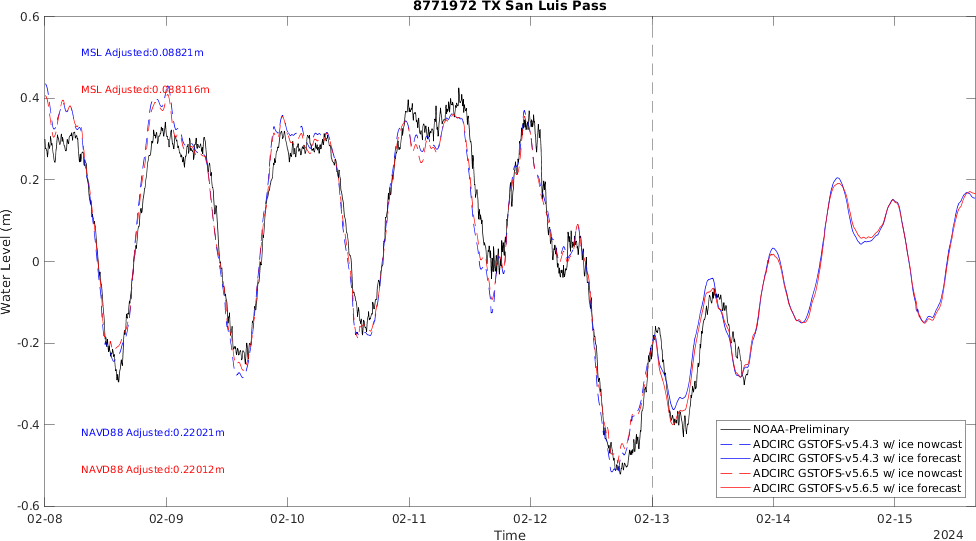 8771972 TX San Luis Pass
0.6
MSL Adjusted:0.08821m
MSL Adjusted:0.088116m
0.4
0.2
Water Level (m)
0
-0.2
-0.4
NAVD88 Adjusted:0.22021m
NAVD88 Adjusted:0.22012m
NOAA-Preliminary
ADCIRC GSTOFS-v5.4.3 w/ ice nowcast
ADCIRC GSTOFS-v5.4.3 w/ ice forecast
ADCIRC GSTOFS-v5.6.5 w/ ice nowcast
ADCIRC GSTOFS-v5.6.5 w/ ice forecast
-0.6
02-08 02-09 02-10 02-11 02-12 02-13 02-14 02-15
Time
2024